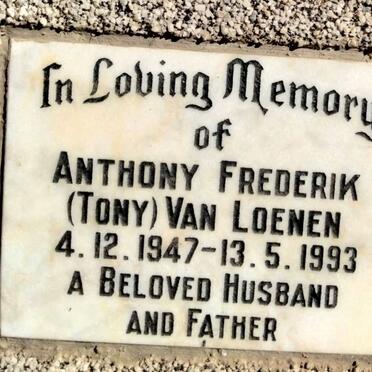 In Loving Memory
of
ANTHONY FREDERIK
(TONY) VAN LOENEN
4.12.1947-13.5.1993
A BELOVED HUSBAND
AND FATHER